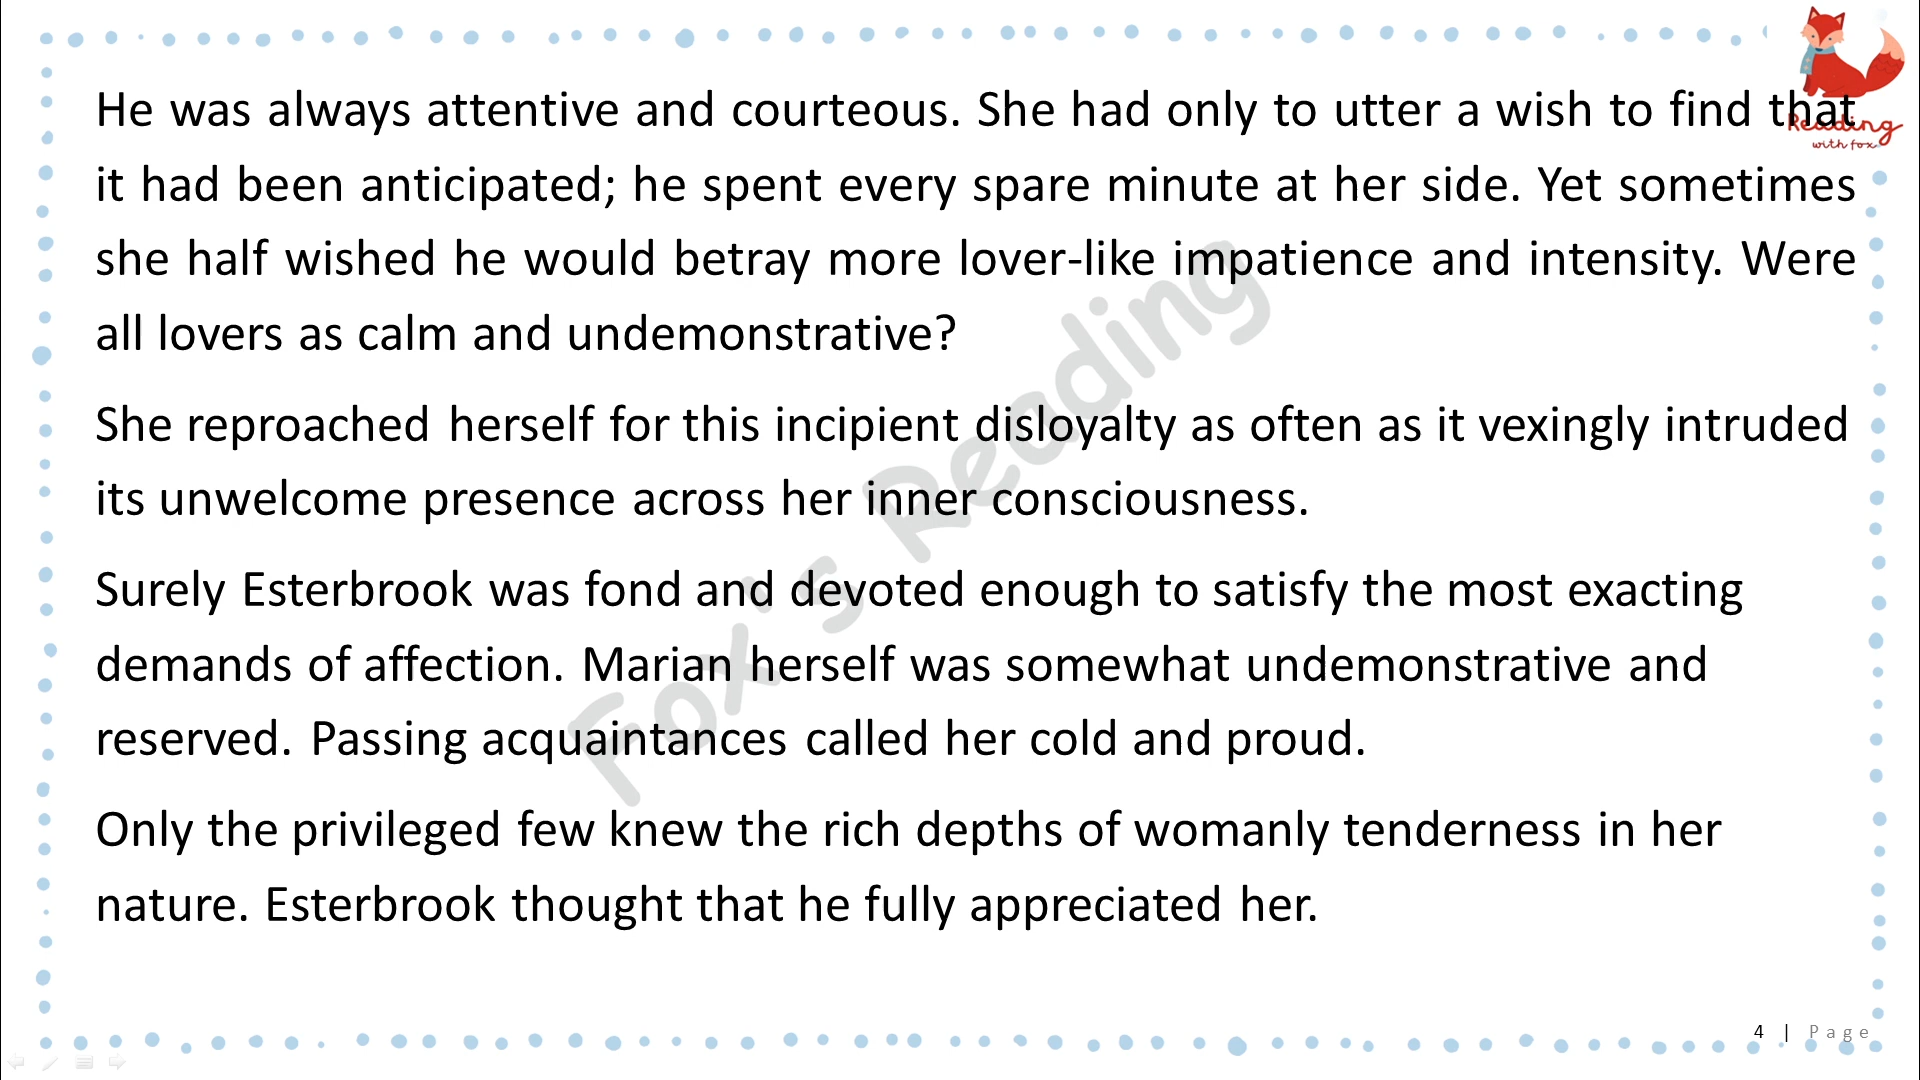 He was always attentive and courteous. She had only to utter a wish to find that
it had been anticipated; he spent every spare minute at her side. Yet sometimes
she half wished he would betray more lover-like impatience and intensity. Were
all lovers as calm and undemonstrative?
She reproached herself for this incipient disloyalty as often as it vexingly intruded
its unwelcome presence across her inner consciousness.
Surely Esterbrook was fond and devoted enough to satisfy the most exacting
demands of affection. Marian herself was somewhat undemonstrative and
reserved. Passing acquaintances called her cold and proud.
Only the privileged few knew the rich depths of womanly tenderness in her
nature. Esterbrook thought that he fully appreciated her.
Reading
with fox
Fox's Reading
4 | Page